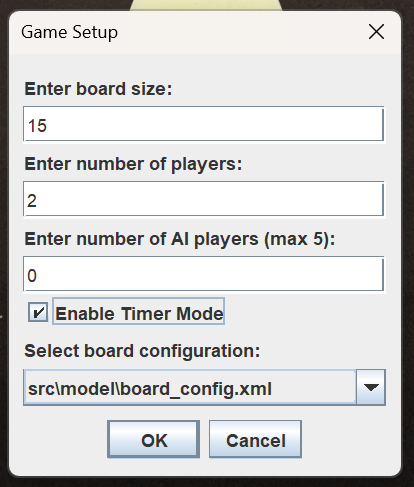 Game Setup
Enter board size:
15
Enter number of players:
2
Enter number of AI players (max 5):
0
Enable Timer Mode
Select board configuration:
src\model\board_config.xml
OK Cancel